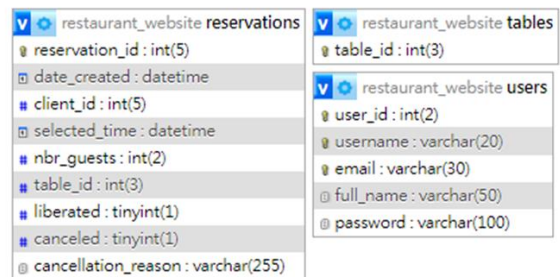 restaurant_website reservations
reservation_id : int(5)
date_created : datetime
client_id : int(5)
selected_time : datetime
nbr_guests : int(2)
table_id : int(3)
liberated : tinyint(1)
canceled : tinyint(1)
cancellation_reason : varchar(255)
restaurant_website tables
table_id : int(3)
restaurant_website users
user_id : int(2)
username : varchar(20)
email : varchar(30)
full_name : varchar(50)
password : varchar(100)